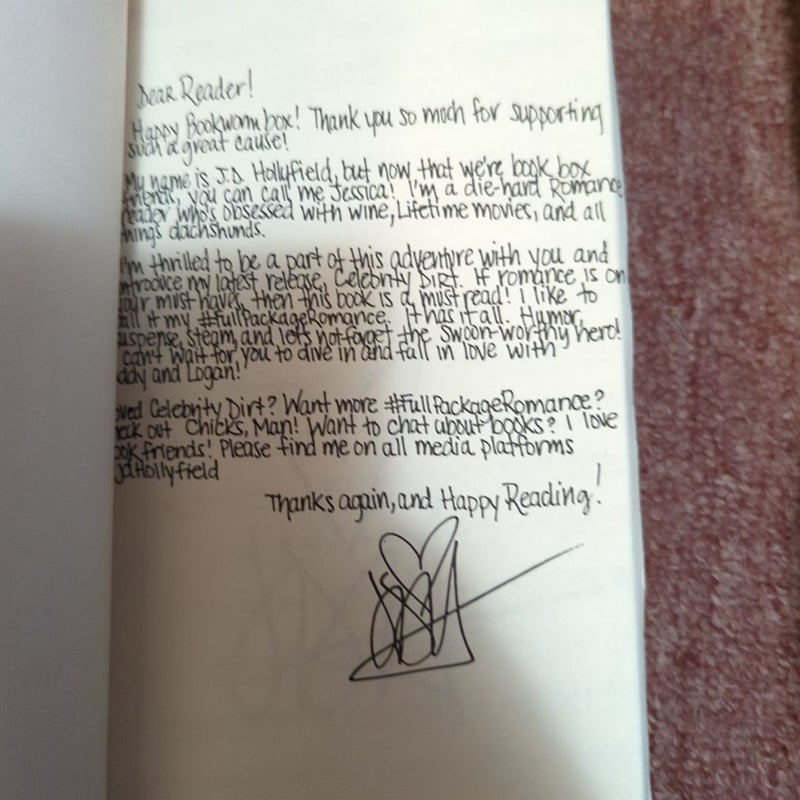 Dear Reader!
Happy Bookworm box! Thank you so much for supporting
such a great cause!
My name is J.D. Hollyfield, but now that we're book box
friends, you can call me Jessica! I'm a die-hard Romance
reader who's obsessed with wine, Lifetime movies, and all
things dachshunds.
I'm thrilled to be a part of this adventure with you and
introduce my latest release, Celebrity Dirt. If romance is on
your must haves, then this book is a must read! I like to
call it my #FullPackageRomance. It has it all. Humor,
suspense, steam, and let's not forget the swoon-worthy hero!
can't wait for you to dive in and fall in love with
ddy and Logan!
oved Celebrity Dirt? Want more #FullPackageRomance?
heck out Chicks, Man! Want to chat about books? I love
ook friends! Please find me on all media platforms
jdHollyfield
Thanks again, and Happy Reading!